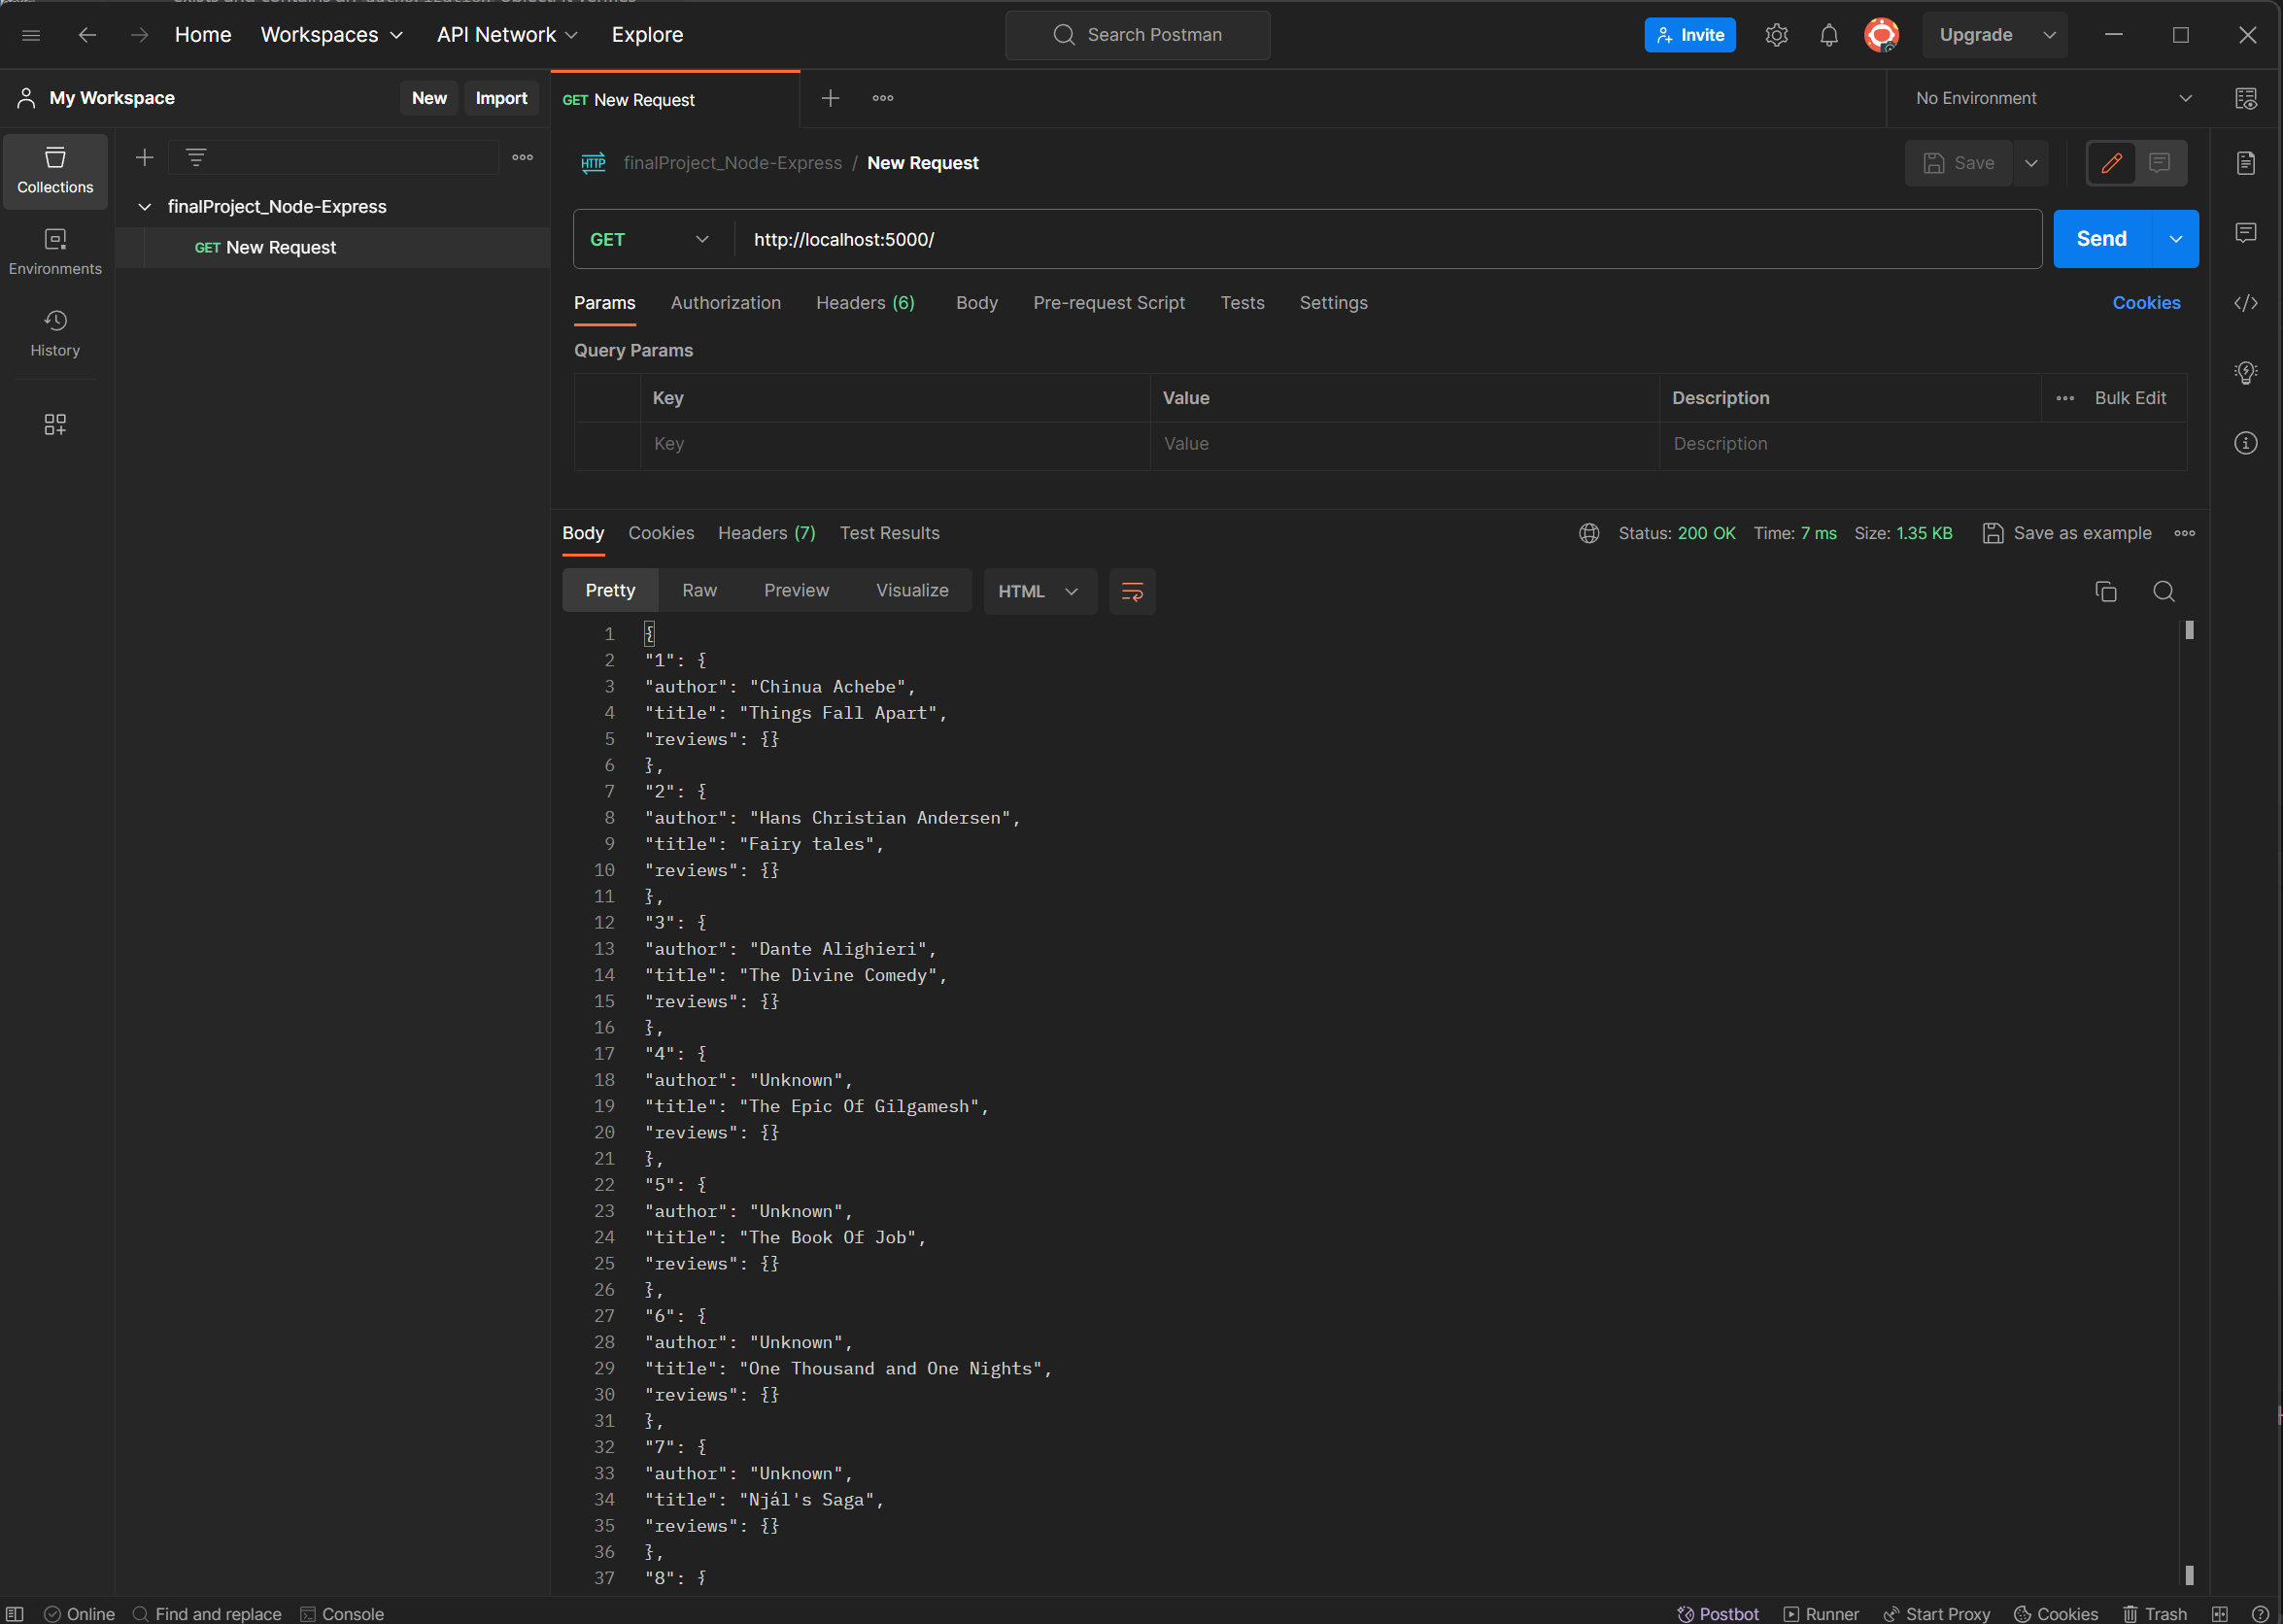 Home Workspaces API Network Explore Search Postman Invite Upgrade
My Workspace New Import GET New Request No Environment
Collections
Environments
History
finalProject_Node-Express
GET New Request
HTTP finalProject_Node-Express / New Request Save
GET http://localhost:5000/ Send
Params Authorization Headers (6) Body Pre-request Script Tests Settings Cookies
Query Params
Key Value Description Bulk Edit
Key Value Description
Body Cookies Headers (7) Test Results Status: 200 OK Time: 7 ms Size: 1.35 KB Save as example
Pretty Raw Preview Visualize HTML
1 {
2 "1": {
3 "author": "Chinua Achebe",
4 "title": "Things Fall Apart",
5 "reviews": {}
6 },
7 "2": {
8 "author": "Hans Christian Andersen",
9 "title": "Fairy tales",
10 "reviews": {}
11 },
12 "3": {
13 "author": "Dante Alighieri",
14 "title": "The Divine Comedy",
15 "reviews": {}
16 },
17 "4": {
18 "author": "Unknown",
19 "title": "The Epic Of Gilgamesh",
20 "reviews": {}
21 },
22 "5": {
23 "author": "Unknown",
24 "title": "The Book Of Job",
25 "reviews": {}
26 },
27 "6": {
28 "author": "Unknown",
29 "title": "One Thousand and One Nights",
30 "reviews": {}
31 },
32 "7": {
33 "author": "Unknown",
34 "title": "Njál's Saga",
35 "reviews": {}
36 },
37 "8": {
Online Find and replace Console Postbot Runner Start Proxy Cookies Trash